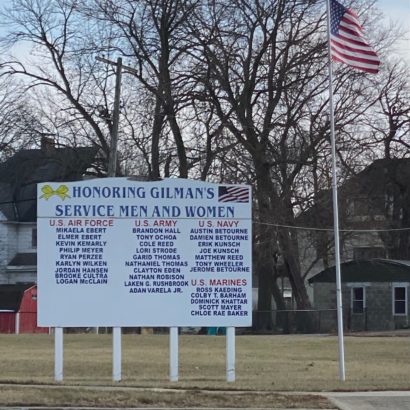 HONORING GILMAN'S
SERVICE MEN AND WOMEN
U.S. AIR FORCE
MIKAELA EBERT
ELMER EBERT
KEVIN KEMARLY
PHILIP MEYER
RYAN PERZEE
KARLYN WILKEN
JORDAN HANSEN
BROOKE CULTRA
LOGAN MCCLAIN
U.S. ARMY
BRANDON HALL
TONY OCHOA
COLE REED
LORI STRODE
GARID THOMAS
NATHANIEL THOMAS
CLAYTON EDEN
NATHAN ROBISON
LAKEN G. RUSHBROOK
ADAN VARELA JR.
U.S. NAVY
AUSTIN BETOURNE
DAMIEN BETOURNE
ERIK KUNSCH
JOE KUNSCH
MATTHEW REED
TONY WHEELER
JEROME BETOURNE
U.S. MARINES
ROSS KAEDING
COLBY T. BARHAM
DOMINICK KHATTAR
SCOTT MAYER
CHLOE RAE BAKER